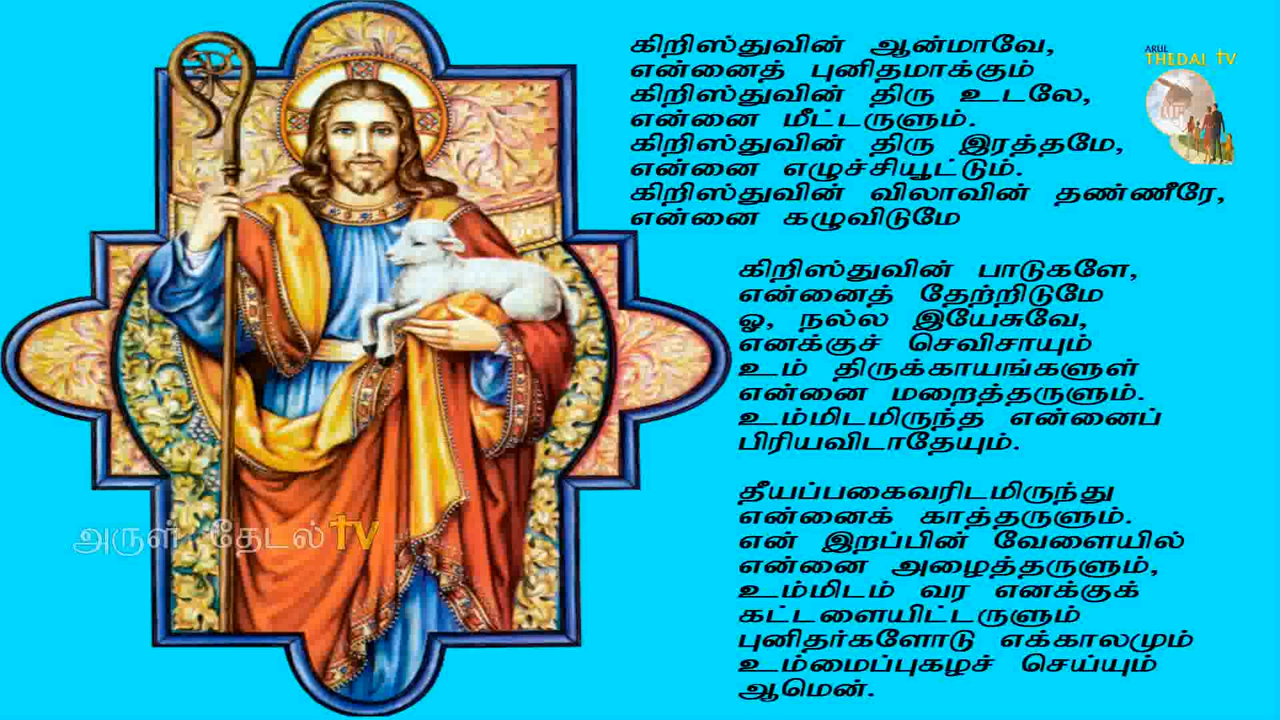 கிறிஸ்துவின் ஆன்மாவே,
என்னைத் புனிதமாக்கும்
கிறிஸ்துவின் திரு உடலே,
என்னை மீட்டருளும்.
கிறிஸ்துவின் திரு இரத்தமே,
என்னை எழுச்சியூட்டும்.
கிறிஸ்துவின் விலாவின் தண்ணீரே,
என்னை கழுவிடுமே
கிறிஸ்துவின் பாடுகளே,
என்னைத் தேற்றிடுமே
ஓ, நல்ல இயேசுவே,
எனக்குச் செவிசாயும்
உம் திருக்காயங்களுள்
என்னை மறைத்தருளும்.
உம்மிடமிருந்த என்னைப்
பிரியவிடாதேயும்.
தீயப்பகைவரிடமிருந்து
என்னைக் காத்தருளும்.
என் இறப்பின் வேளையில்
என்னை அழைத்தருளும்,
உம்மிடம் வர எனக்குக்
கட்டளையிட்டருளும்
புனிதர்களோடு எக்காலமும்
உம்மைப்புகழச் செய்யும்
ஆமென்.
ARUL
THEDAL TV
அருள் தேடல் TV